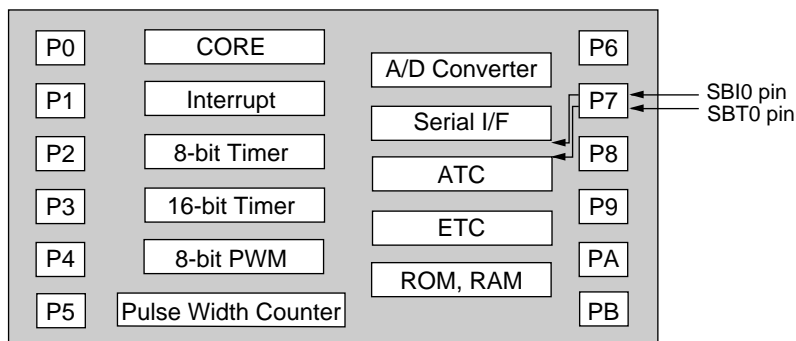 P0
P1
P2
P3
P4
P5
CORE
Interrupt
8-bit Timer
16-bit Timer
8-bit PWM
Pulse Width Counter
A/D Converter
Serial I/F
ATC
ETC
ROM, RAM
P6
P7
P8
P9
PA
PB
SBI0 pin
SBT0 pin